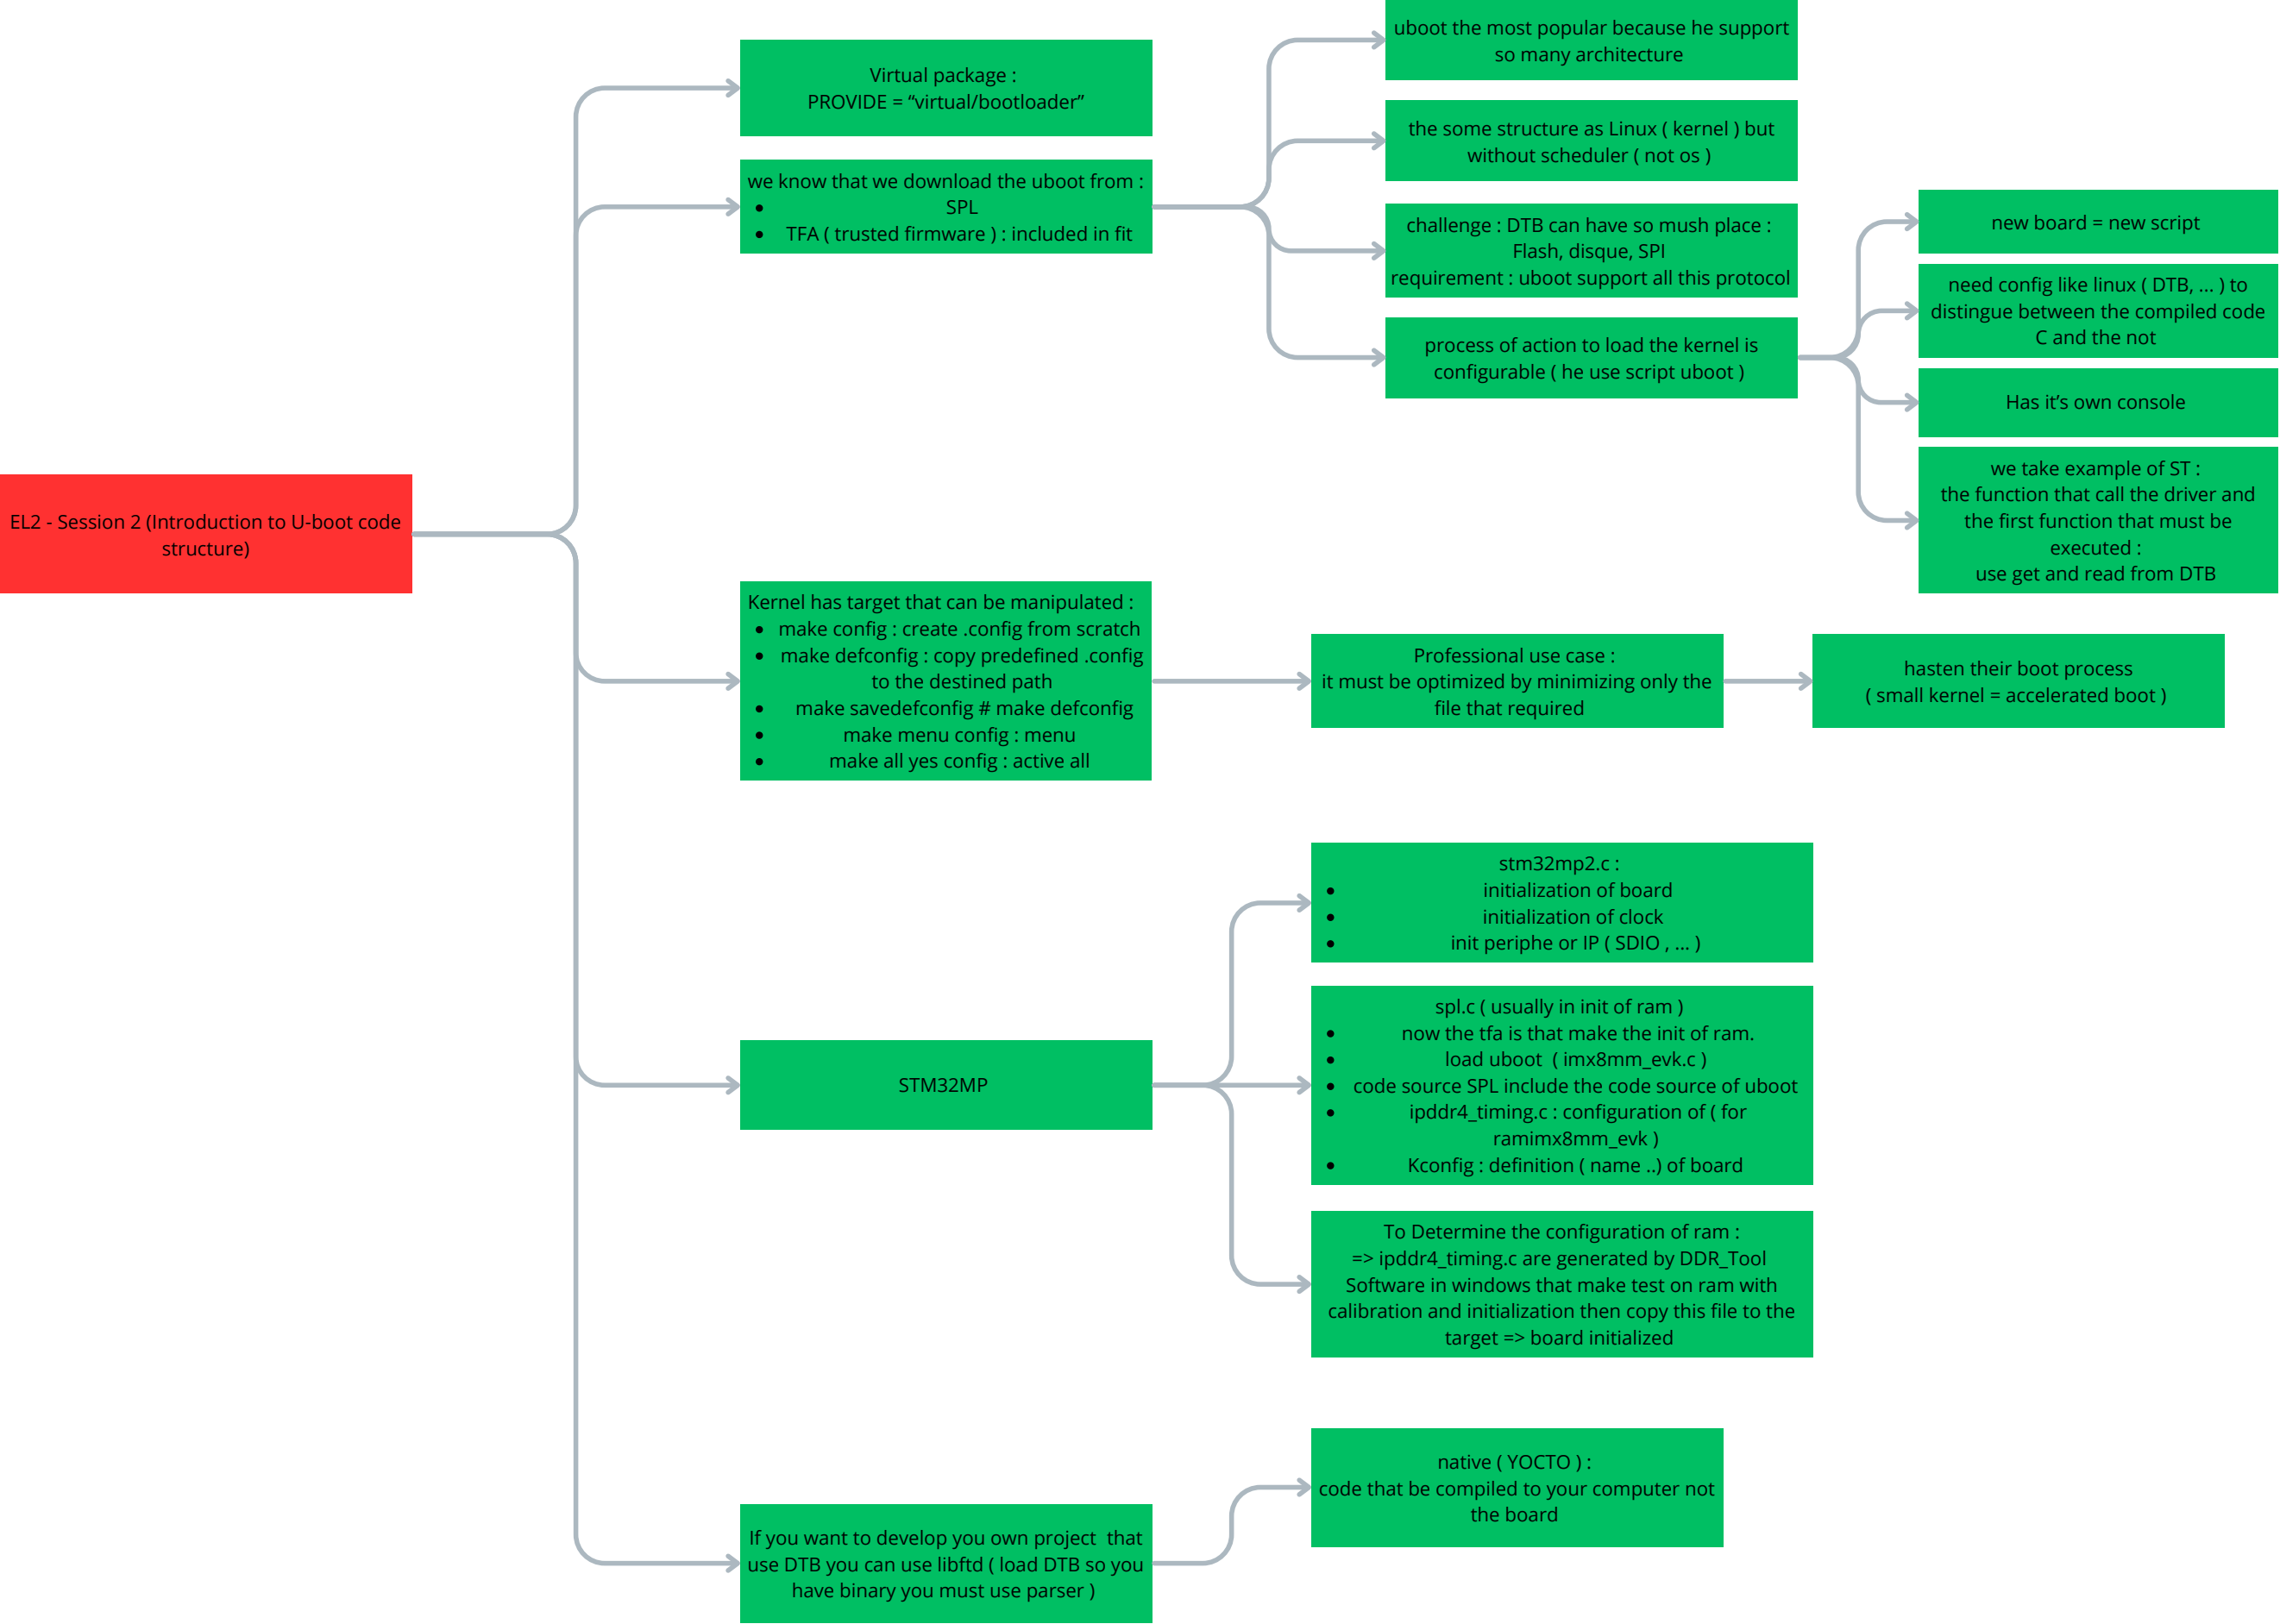 EL2 - Session 2 (Introduction to U-boot code
structure)
Virtual package :
PROVIDE = “virtual/bootloader”
we know that we download the uboot from :
• SPL
• TFA ( trusted firmware ) : included in fit
uboot the most popular because he support
so many architecture
the some structure as Linux ( kernel ) but
without scheduler ( not os )
challenge : DTB can have so mush place :
Flash, disque, SPI
requirement : uboot support all this protocol
process of action to load the kernel is
configurable ( he use script uboot )
new board = new script
need config like linux ( DTB, ... ) to
distingue between the compiled code
C and the not
Has it’s own console
we take example of ST :
the function that call the driver and
the first function that must be
executed :
use get and read from DTB
Kernel has target that can be manipulated :
• make config : create .config from scratch
• make defconfig : copy predefined .config
to the destined path
• make savedefconfig # make defconfig
• make menu config : menu
• make all yes config : active all
Professional use case :
it must be optimized by minimizing only the
file that required
hasten their boot process
( small kernel = accelerated boot )
STM32MP
stm32mp2.c :
• initialization of board
• initialization of clock
• init periphe or IP ( SDIO , ... )
spl.c ( usually in init of ram )
• now the tfa is that make the init of ram.
• load uboot ( imx8mm_evk.c )
• code source SPL include the code source of uboot
• ipddr4_timing.c : configuration of ( for
ramimx8mm_evk )
• Kconfig : definition ( name ..) of board
To Determine the configuration of ram :
=> ipddr4_timing.c are generated by DDR_Tool
Software in windows that make test on ram with
calibration and initialization then copy this file to the
target => board initialized
If you want to develop you own project that
use DTB you can use libftd ( load DTB so you
have binary you must use parser )
native ( YOCTO ) :
code that be compiled to your computer not
the board